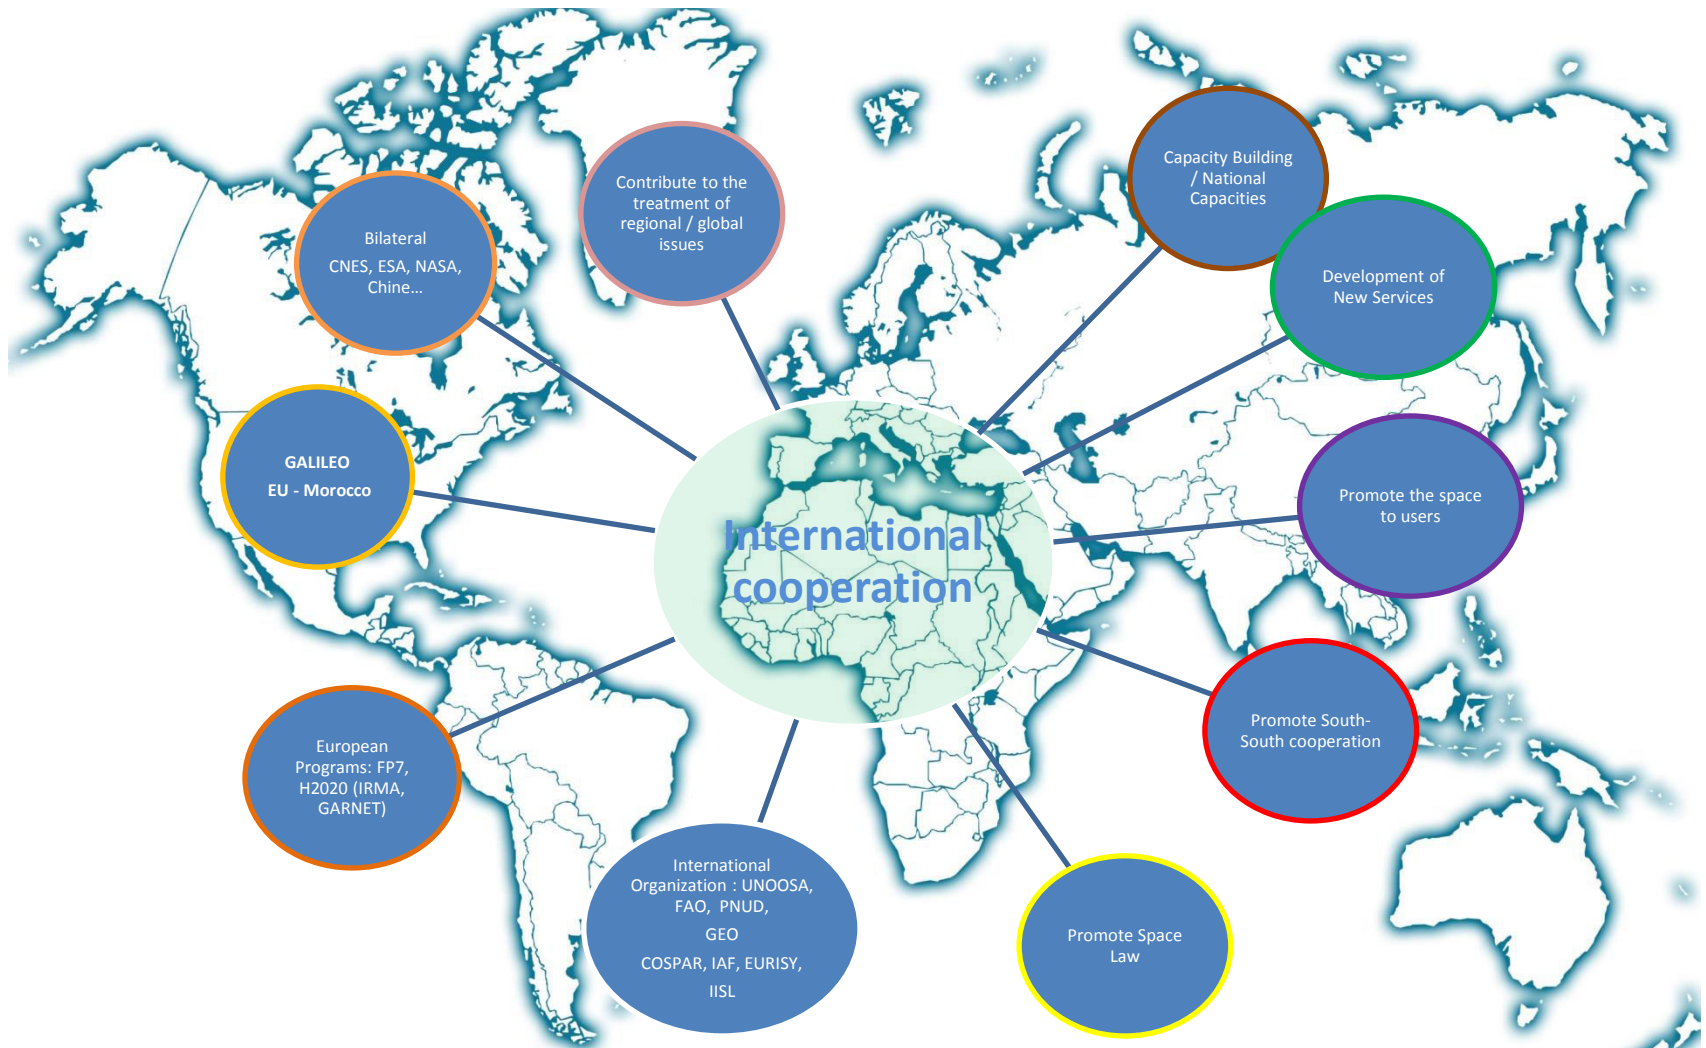 Contribute to the
treatment of
regional / global
issues
Capacity Building
/ National
Capacities
Bilateral
CNES, ESA, NASA,
Chine...
Development of
New Services
GALILEO
EU - Morocco
Promote the space
to users
International
cooperation
European
Programs: FP7,
H2020 (IRMA,
GARNET)
Promote South-
South cooperation
International
Organization : UNOOSA,
FAO, PNUD,
GEO
COSPAR, IAF, EURISY,
IISL
Promote Space
Law